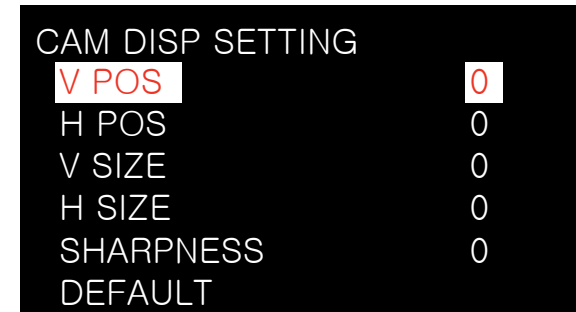 CAM DISP SETTING
V POS 0
H POS 0
V SIZE 0
H SIZE 0
SHARPNESS 0
DEFAULT